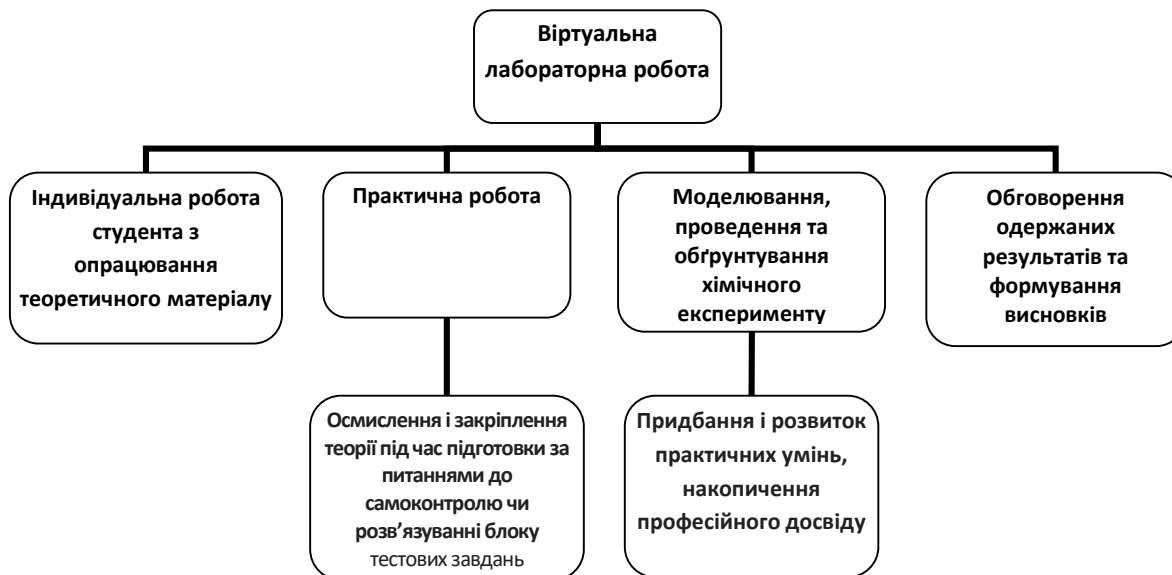 Віртуальна
лабораторна робота
Індивідуальна робота
студента з
опрацювання
теоретичного матеріалу
Практична робота
Моделювання,
проведення та
обґрунтування
хімічного
експерименту
Обговорення
одержаних
результатів та
формування
висновків
Осмислення і закріплення
теорії під час підготовки за
питаннями до
самоконтролю чи
розв’язуванні блоку
тестових завдань
Придбання і розвиток
практичних умінь,
накопичення
професійного досвіду